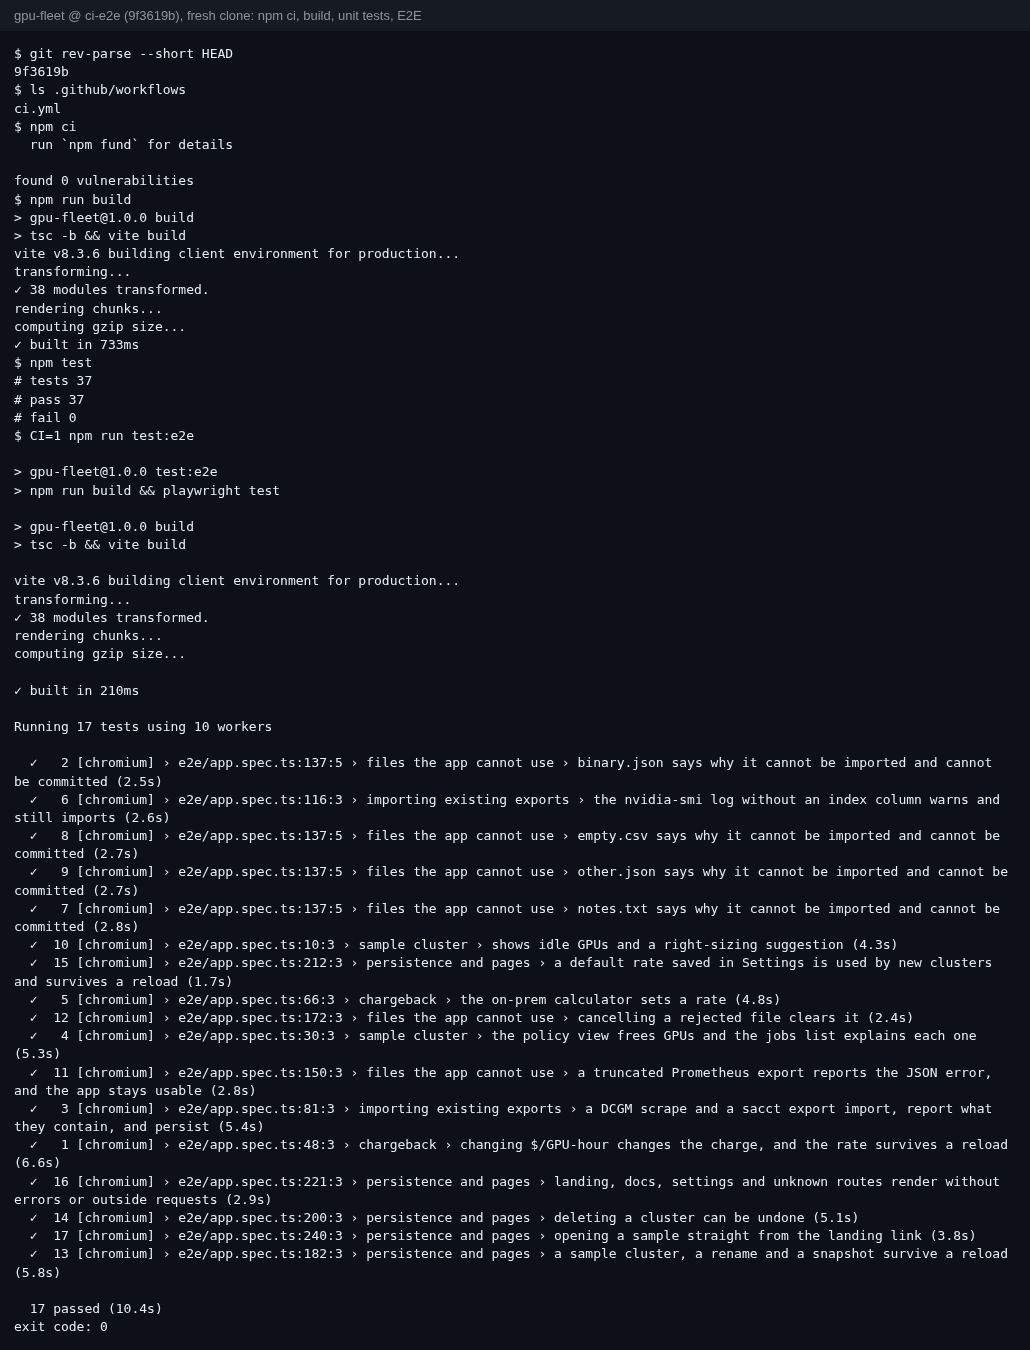 gpu-fleet @ ci-e2e (9f3619b), fresh clone: npm ci, build, unit tests, E2E
$ git rev-parse --short HEAD
9f3619b
$ ls .github/workflows
ci.yml
$ npm ci
  run `npm fund` for details
found 0 vulnerabilities
$ npm run build
> gpu-fleet@1.0.0 build
> tsc -b && vite build
vite v8.3.6 building client environment for production...
transforming...
✓ 38 modules transformed.
rendering chunks...
computing gzip size...
✓ built in 733ms
$ npm test
# tests 37
# pass 37
# fail 0
$ CI=1 npm run test:e2e
> gpu-fleet@1.0.0 test:e2e
> npm run build && playwright test
> gpu-fleet@1.0.0 build
> tsc -b && vite build
vite v8.3.6 building client environment for production...
transforming...
✓ 38 modules transformed.
rendering chunks...
computing gzip size...
✓ built in 210ms
Running 17 tests using 10 workers
  ✓   2 [chromium] › e2e/app.spec.ts:137:5 › files the app cannot use › binary.json says why it cannot be imported and cannot
be committed (2.5s)
  ✓   6 [chromium] › e2e/app.spec.ts:116:3 › importing existing exports › the nvidia-smi log without an index column warns and
still imports (2.6s)
  ✓   8 [chromium] › e2e/app.spec.ts:137:5 › files the app cannot use › empty.csv says why it cannot be imported and cannot be
committed (2.7s)
  ✓   9 [chromium] › e2e/app.spec.ts:137:5 › files the app cannot use › other.json says why it cannot be imported and cannot be
committed (2.7s)
  ✓   7 [chromium] › e2e/app.spec.ts:137:5 › files the app cannot use › notes.txt says why it cannot be imported and cannot be
committed (2.8s)
  ✓  10 [chromium] › e2e/app.spec.ts:10:3 › sample cluster › shows idle GPUs and a right-sizing suggestion (4.3s)
  ✓  15 [chromium] › e2e/app.spec.ts:212:3 › persistence and pages › a default rate saved in Settings is used by new clusters
and survives a reload (1.7s)
  ✓   5 [chromium] › e2e/app.spec.ts:66:3 › chargeback › the on-prem calculator sets a rate (4.8s)
  ✓  12 [chromium] › e2e/app.spec.ts:172:3 › files the app cannot use › cancelling a rejected file clears it (2.4s)
  ✓   4 [chromium] › e2e/app.spec.ts:30:3 › sample cluster › the policy view frees GPUs and the jobs list explains each one
(5.3s)
  ✓  11 [chromium] › e2e/app.spec.ts:150:3 › files the app cannot use › a truncated Prometheus export reports the JSON error,
and the app stays usable (2.8s)
  ✓   3 [chromium] › e2e/app.spec.ts:81:3 › importing existing exports › a DCGM scrape and a sacct export import, report what
they contain, and persist (5.4s)
  ✓   1 [chromium] › e2e/app.spec.ts:48:3 › chargeback › changing $/GPU-hour changes the charge, and the rate survives a reload
(6.6s)
  ✓  16 [chromium] › e2e/app.spec.ts:221:3 › persistence and pages › landing, docs, settings and unknown routes render without
errors or outside requests (2.9s)
  ✓  14 [chromium] › e2e/app.spec.ts:200:3 › persistence and pages › deleting a cluster can be undone (5.1s)
  ✓  17 [chromium] › e2e/app.spec.ts:240:3 › persistence and pages › opening a sample straight from the landing link (3.8s)
  ✓  13 [chromium] › e2e/app.spec.ts:182:3 › persistence and pages › a sample cluster, a rename and a snapshot survive a reload
(5.8s)
  17 passed (10.4s)
exit code: 0